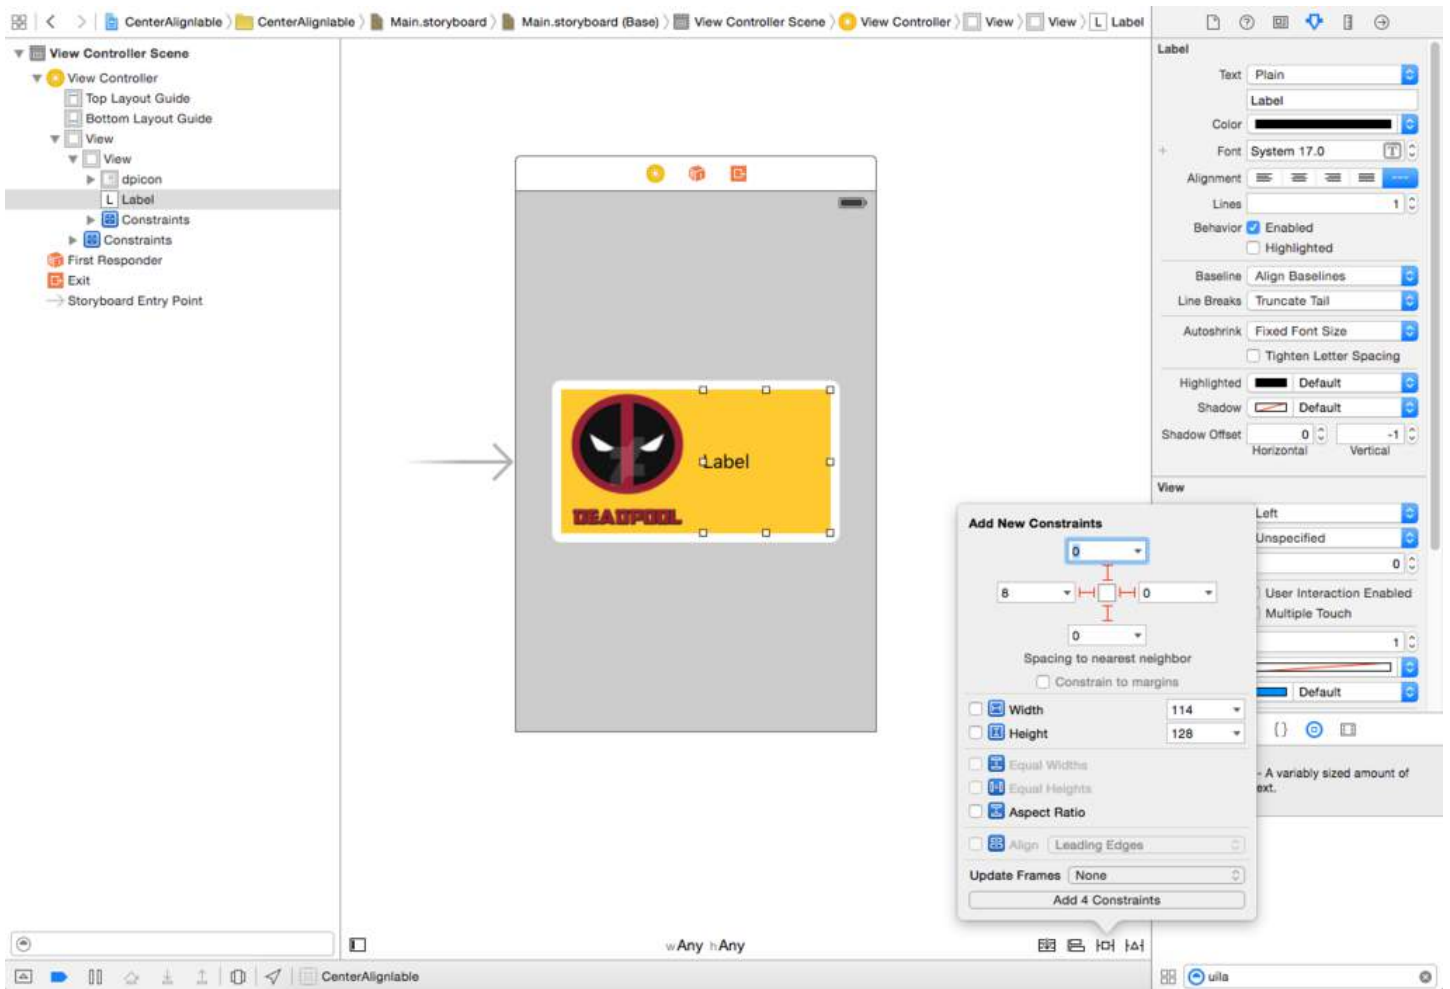 CenterAlignlable
CenterAlignlable
Main.storyboard
Main.storyboard (Base)
View Controller Scene
View Controller
View
View
L Label
View Controller Scene
View Controller
Top Layout Guide
Bottom Layout Guide
View
View
dpicon
L Label
Constraints
Constraints
First Responder
Exit
Storyboard Entry Point
DEADPOOL
Label
wAny hAny
CenterAlignlable
Add New Constraints
0
8
0
0
Spacing to nearest neighbor
Constrain to margins
Width 114
Height 128
Equal Widths
Equal Heights
Aspect Ratio
Align Leading Edges
Update Frames None
Add 4 Constraints
Label
Text Plain
Label
Color
Font System 17.0 T
Alignment
Lines 1
Behavior Enabled
Highlighted
Baseline Align Baselines
Line Breaks Truncate Tail
Autoshrink Fixed Font Size
Tighten Letter Spacing
Highlighted Default
Shadow Default
Shadow Offset 0 -1
Horizontal Vertical
View
Left
Unspecified
0
User Interaction Enabled
Multiple Touch
1
Default
{}
- A variably sized amount of
ext.
uila